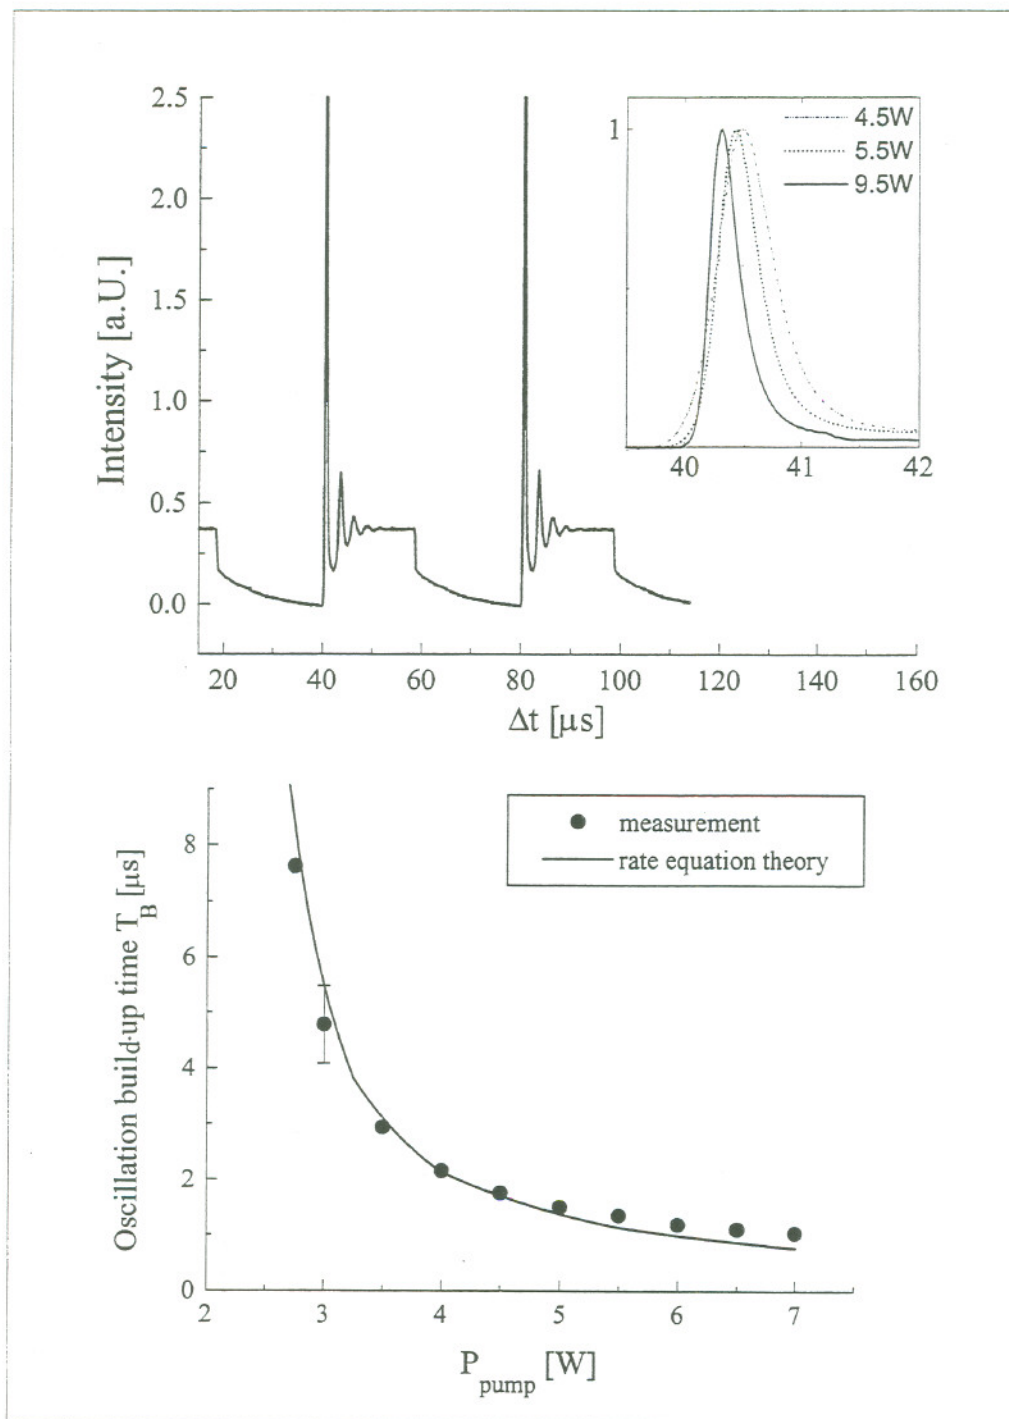 2.5
2.0
1.5
1.0
0.5
0.0
Intensity [a.U.]
1
4.5W
5.5W
9.5W
40 41 42
20 40 60 80 100 120 140 160
Δt [μs]
8
6
4
2
0
Oscillation build-up time T_B [μs]
measurement
rate equation theory
2 3 4 5 6 7
P_pump [W]